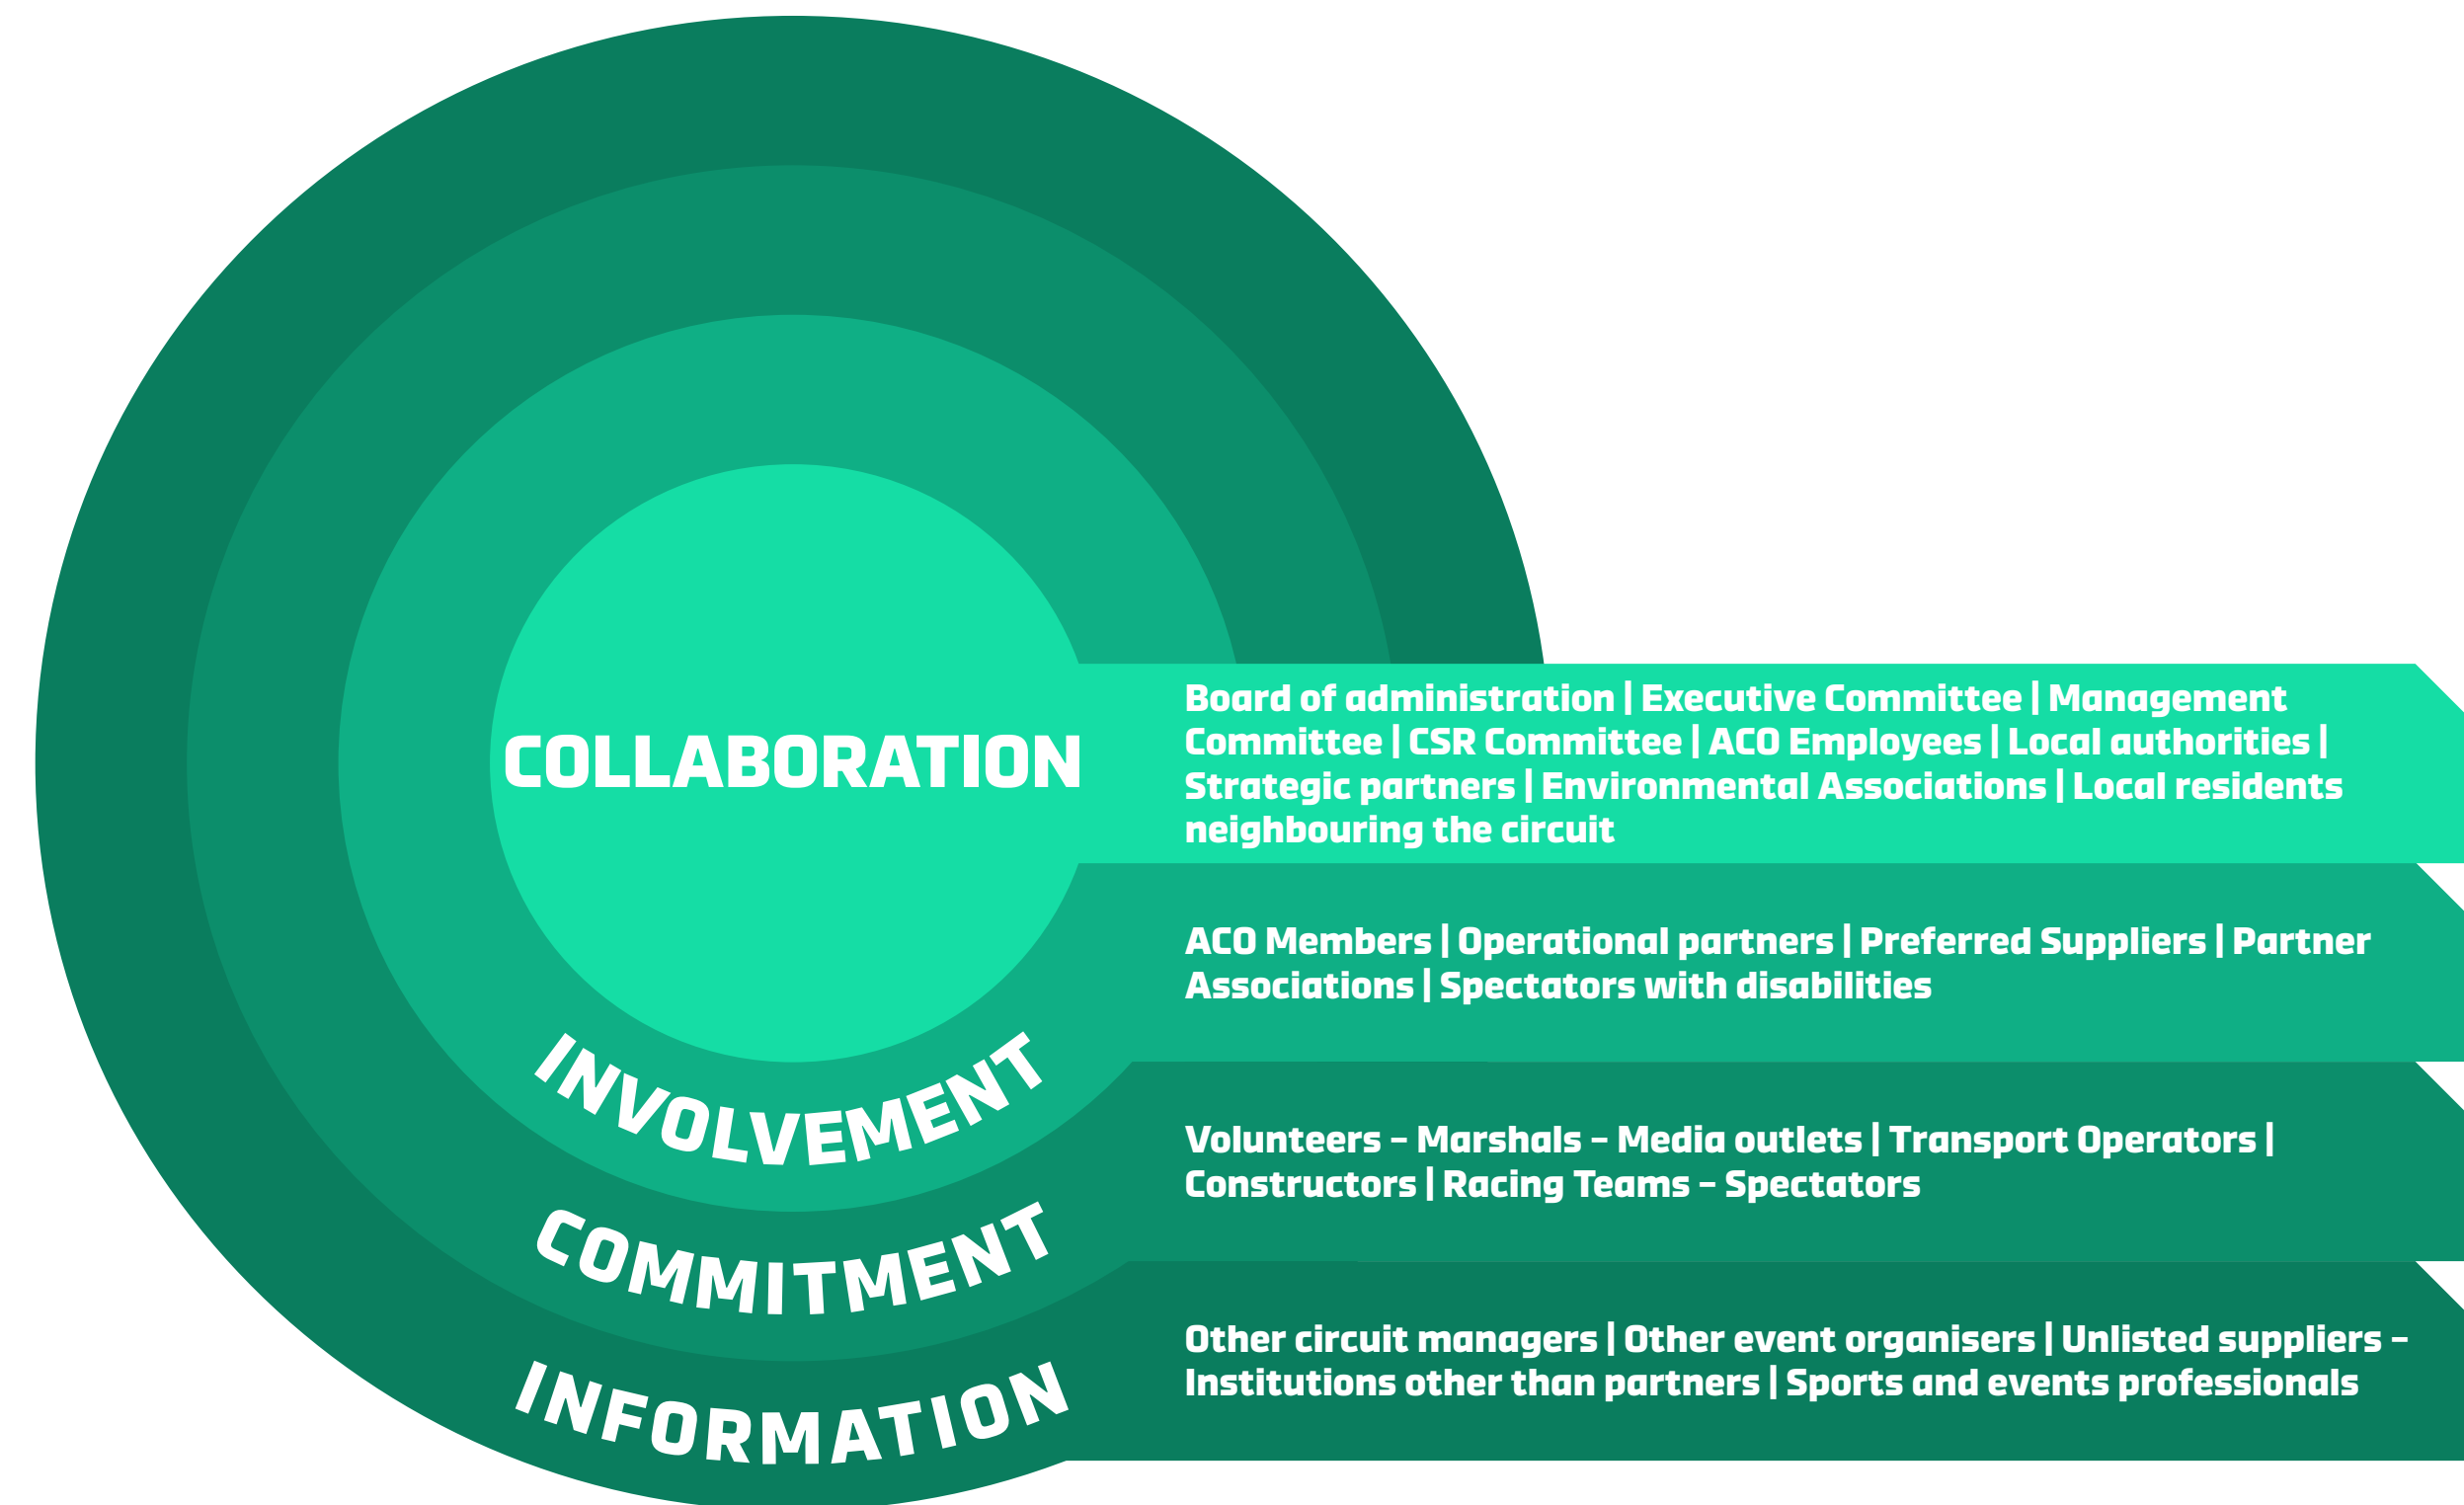 COLLABORATION
Board of administration | Executive Committee | Management
Committee | CSR Committee | ACO Employees | Local authorities |
Strategic partners | Environmental Associations | Local residents
neighbouring the circuit
INVOLVEMENT
ACO Members | Operational partners | Preferred Suppliers | Partner
Associations | Spectators with disabilities
COMMITMENT
Volunteers – Marshals – Media outlets | Transport Operators |
Constructors | Racing Teams – Spectators
INFORMATION
Other circuit managers | Other event organisers | Unlisted suppliers –
Institutions other than partners | Sports and events professionals